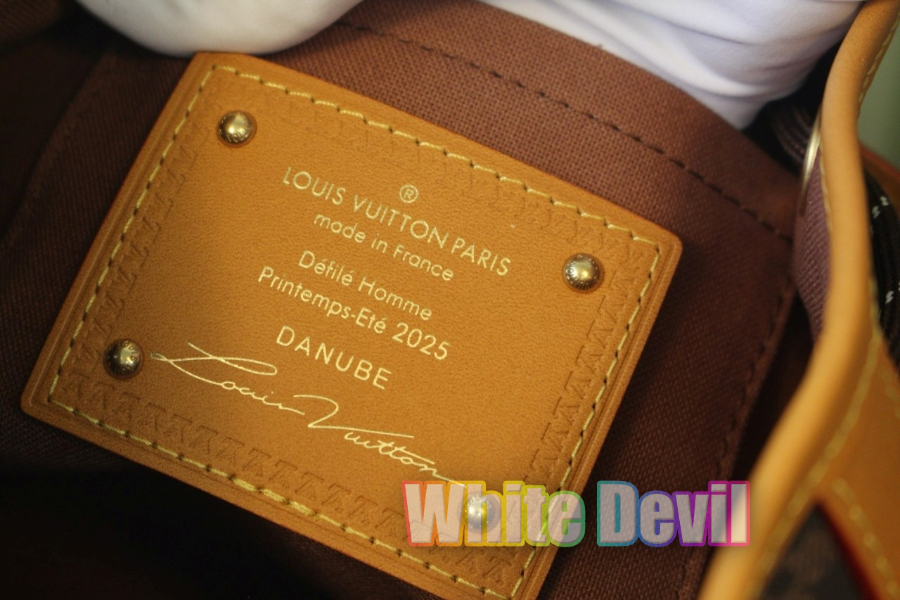 ®
LOUIS VUITTON PARIS
made in France
Défilé Homme
Printemps-Eté 2025
DANUBE
Louis Vuitton
White Devil